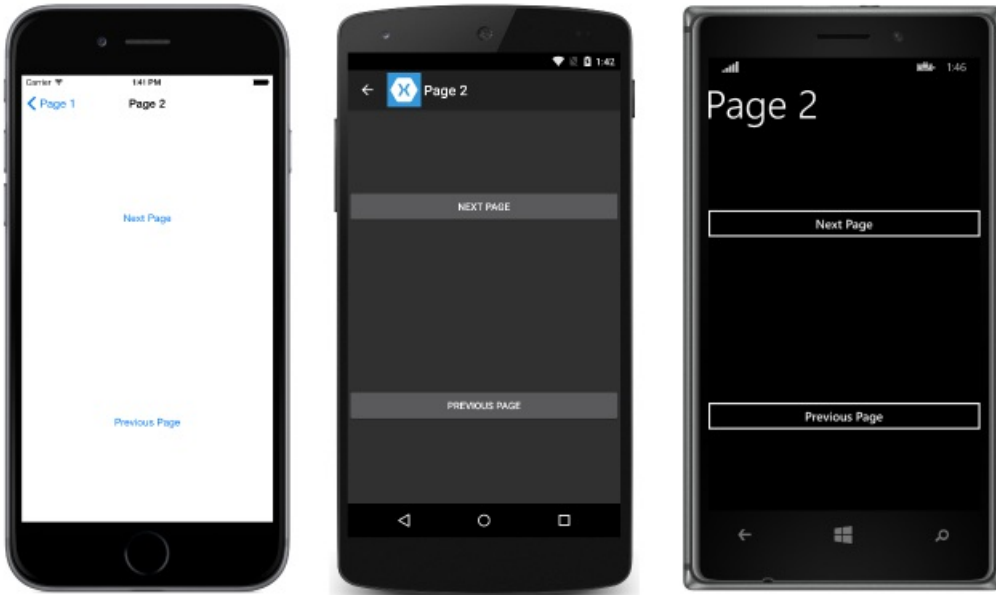 Carrier 1:41 PM
Page 1 Page 2
Next Page
Previous Page
1:42
Page 2
NEXT PAGE
PREVIOUS PAGE
1:46
Page 2
Next Page
Previous Page